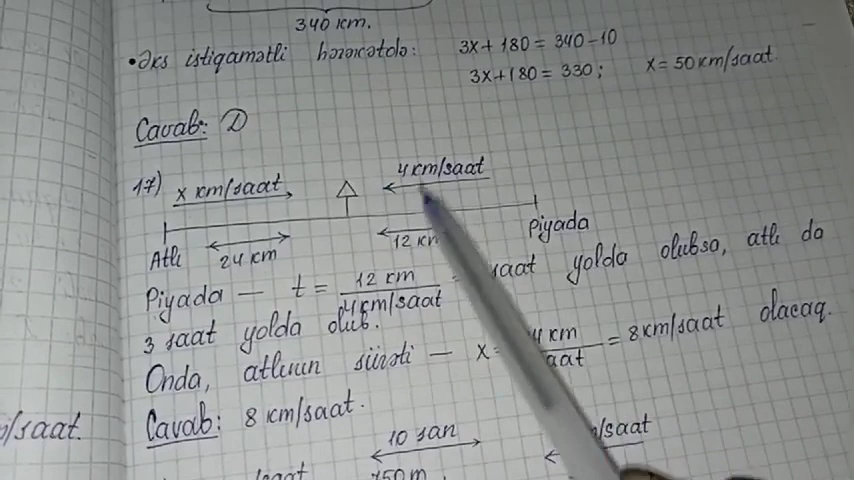 340 km.
• Əks istiqamətli hərəkətdə: 3x + 180 = 340 - 10
3x + 180 = 330; x = 50 km/saat.
Cavab: D
17) x km/saat 4 km/saat
Atlı 24 km 12 km Piyada
Piyada — t = 12 km / 4 km/saat = saat yolda olubsa, atlı da
3 saat yolda olub.
Onda, atlının sürəti — x = km = 8 km/saat olacaq.
Cavab: 8 km/saat.
/saat.
10 san /saat
150 m